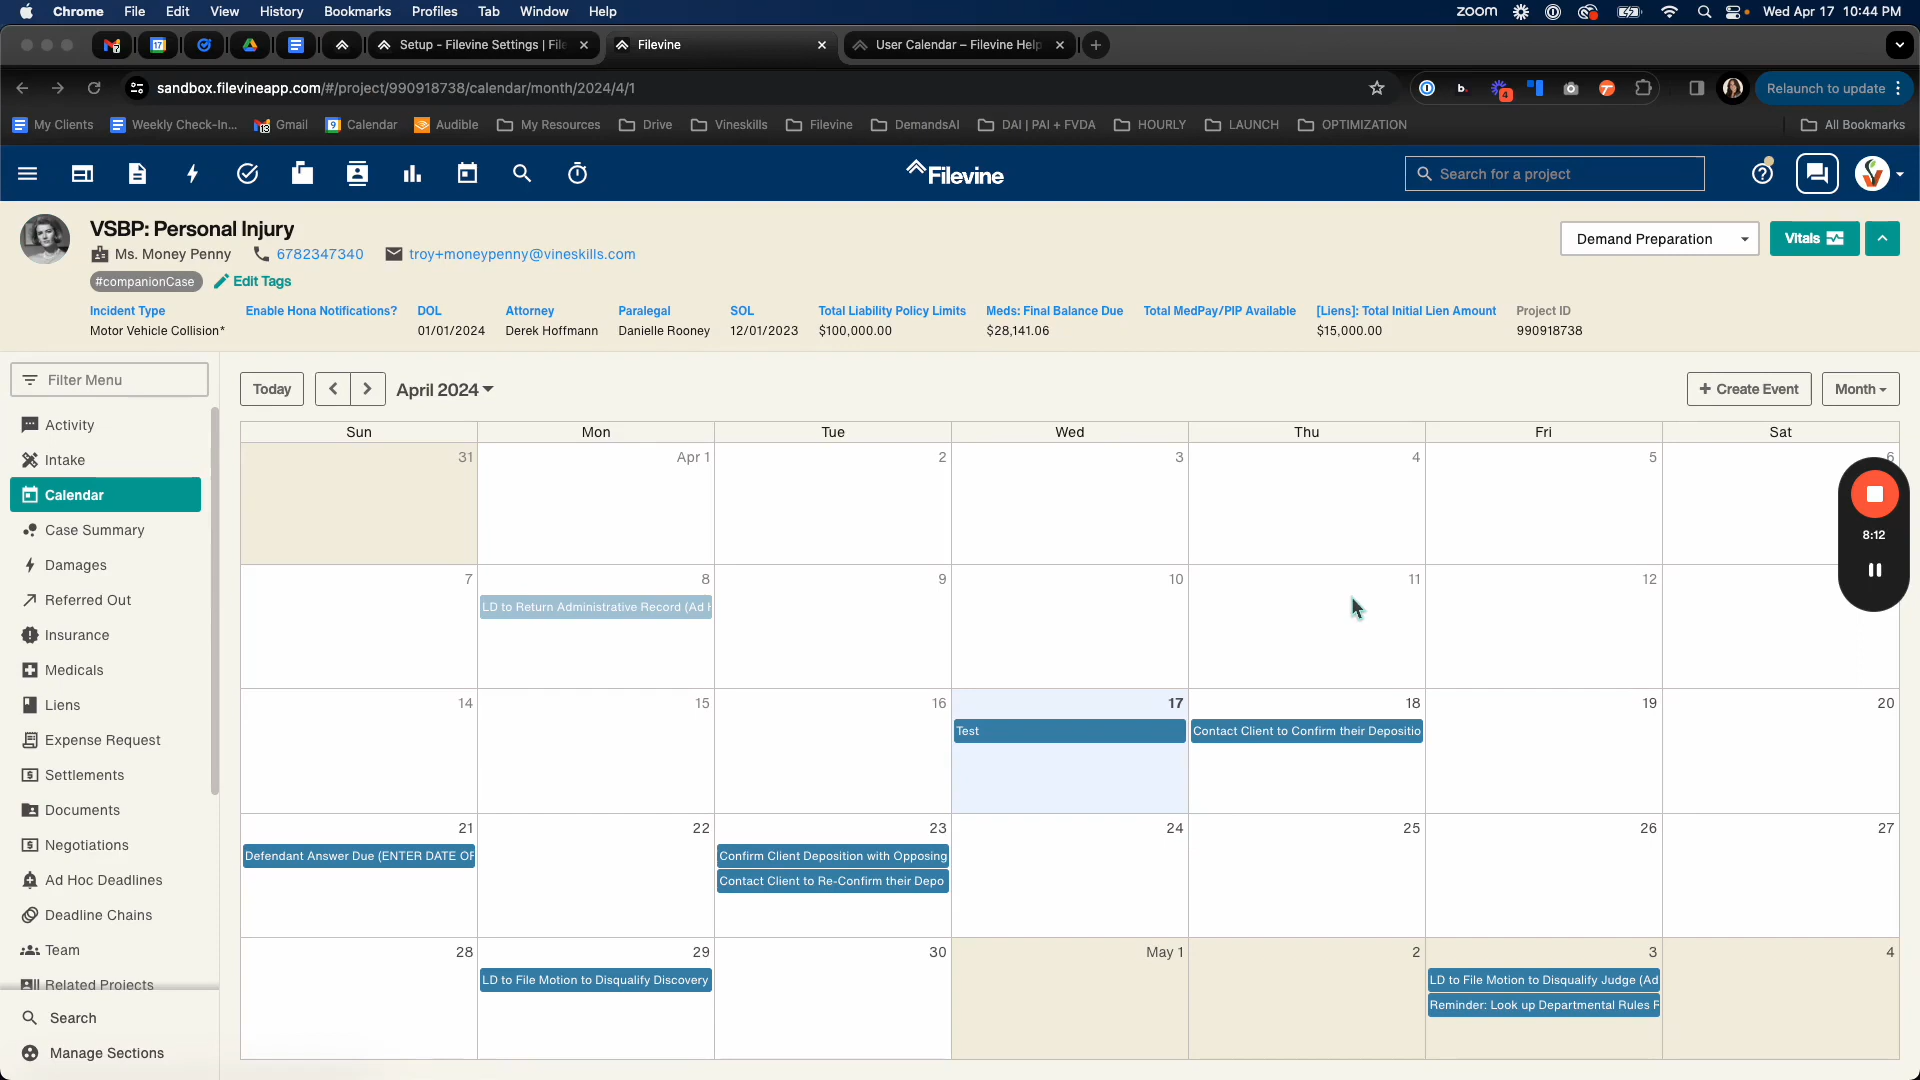 Chrome File Edit View History Bookmarks Profiles Tab Window Help zoom Wed Apr 17 10:44 PM
Setup - Filevine Settings | File Filevine User Calendar – Filevine Help
sandbox.filevineapp.com/#/project/990918738/calendar/month/2024/4/1 4 Relaunch to update
My Clients Weekly Check-In... Gmail Calendar Audible My Resources Drive Vineskills Filevine DemandsAI DAI | PAI + FVDA HOURLY LAUNCH OPTIMIZATION All Bookmarks
Filevine Search for a project
VSBP: Personal Injury
Demand Preparation Vitals
Ms. Money Penny 6782347340 troy+moneypenny@vineskills.com
#companionCase Edit Tags
Incident Type Enable Hona Notifications? DOL Attorney Paralegal SOL Total Liability Policy Limits Meds: Final Balance Due Total MedPay/PIP Available [Liens]: Total Initial Lien Amount Project ID
Motor Vehicle Collision* 01/01/2024 Derek Hoffmann Danielle Rooney 12/01/2023 $100,000.00 $28,141.06 $15,000.00 990918738
Filter Menu
Activity
Intake
Calendar
Case Summary
Damages
Referred Out
Insurance
Medicals
Liens
Expense Request
Settlements
Documents
Negotiations
Ad Hoc Deadlines
Deadline Chains
Team
Related Projects
Search
Manage Sections
Today April 2024 + Create Event Month
Sun Mon Tue Wed Thu Fri Sat
31 Apr 1 2 3 4 5 6
8:12
7 8 9 10 11 12
LD to Return Administrative Record (Ad H
14 15 16 17 18 19 20
Test Contact Client to Confirm their Depositio
21 22 23 24 25 26 27
Defendant Answer Due (ENTER DATE OF Confirm Client Deposition with Opposing
Contact Client to Re-Confirm their Depo
28 29 30 May 1 2 3 4
LD to File Motion to Disqualify Discovery LD to File Motion to Disqualify Judge (Ad
Reminder: Look up Departmental Rules F